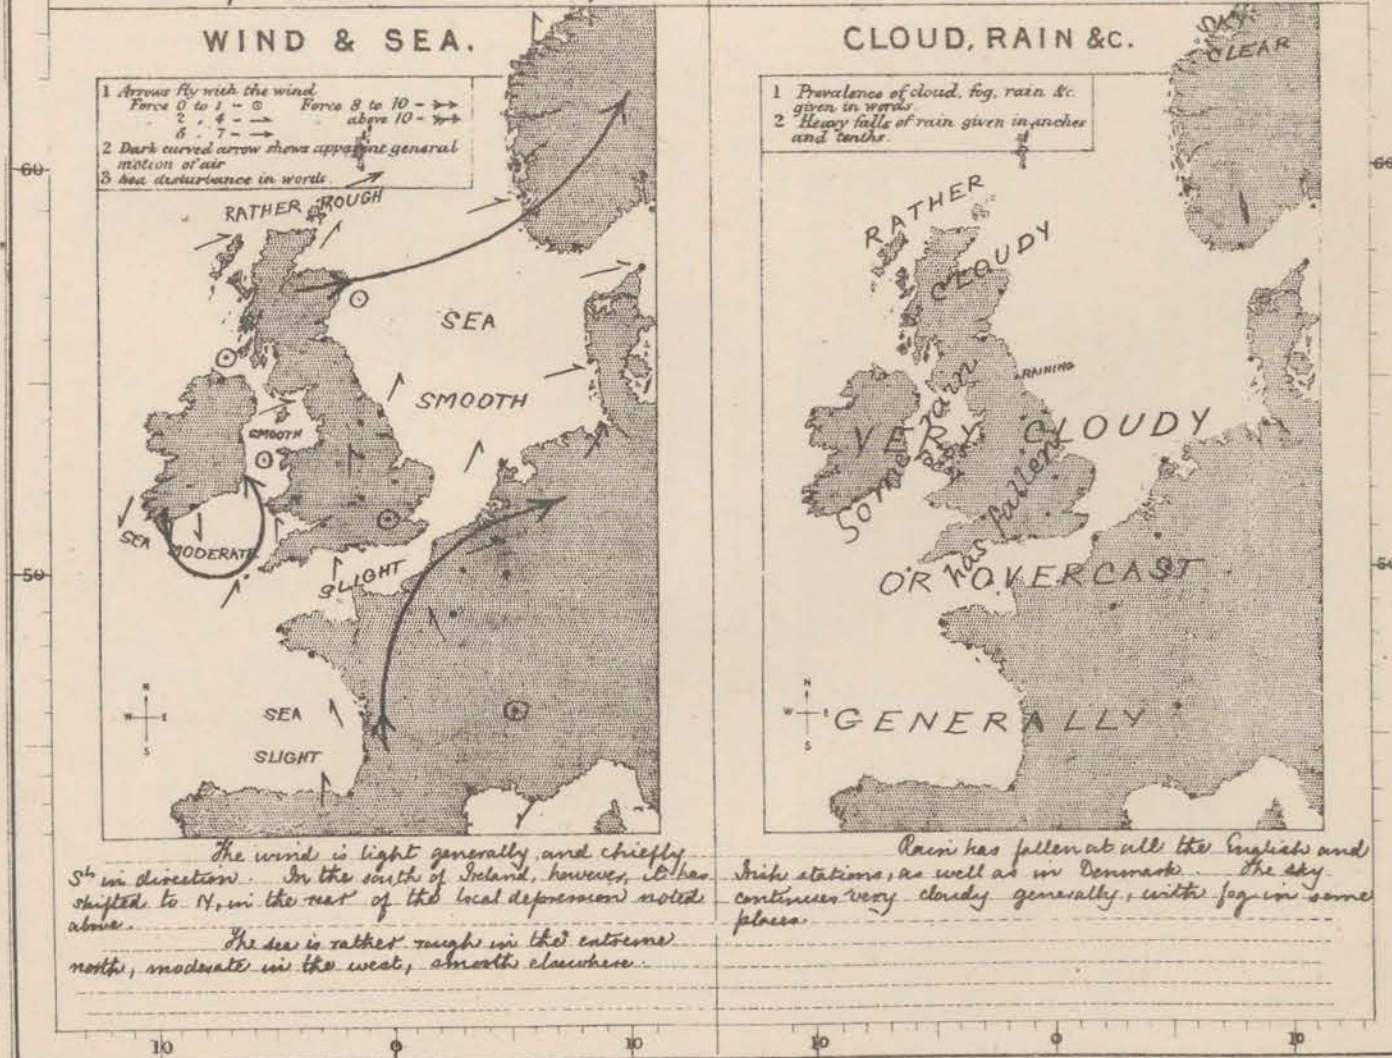 WIND & SEA.
1 Arrows fly with the wind
Force 0 to 1 - ⊙ Force 8 to 10 - ➳
2 „ 4 - → above 10 - ➳
5 - 7 - →
2 Dark curved arrow shows apparent general
motion of air
3 Sea disturbance in words.
RATHER ROUGH
SEA
SMOOTH
SMOOTH
SEA MODERATE
SLIGHT
N
W E
S
SEA
SLIGHT
60
50
10 0 10
The wind is light generally and chiefly
Sly in direction. In the south of Ireland, however, it has
shifted to N, in the rear of the local depression noted
above.
The sea is rather rough in the extreme
north, moderate in the west, smooth elsewhere.
CLOUD, RAIN &c.
1 Prevalence of cloud, fog, rain &c.
given in words.
2 Heavy falls of rain given in inches
and tenths.
SKY
CLEAR
RATHER
CLOUDY
RAINING
VERY CLOUDY
Some rain
has fallen
OR OVERCAST
N
W E
S
GENERALLY
60
50
10 0 10
Rain has fallen at all the English and
Irish stations, as well as in Denmark. The sky
continues very cloudy generally, with fog in some
places.